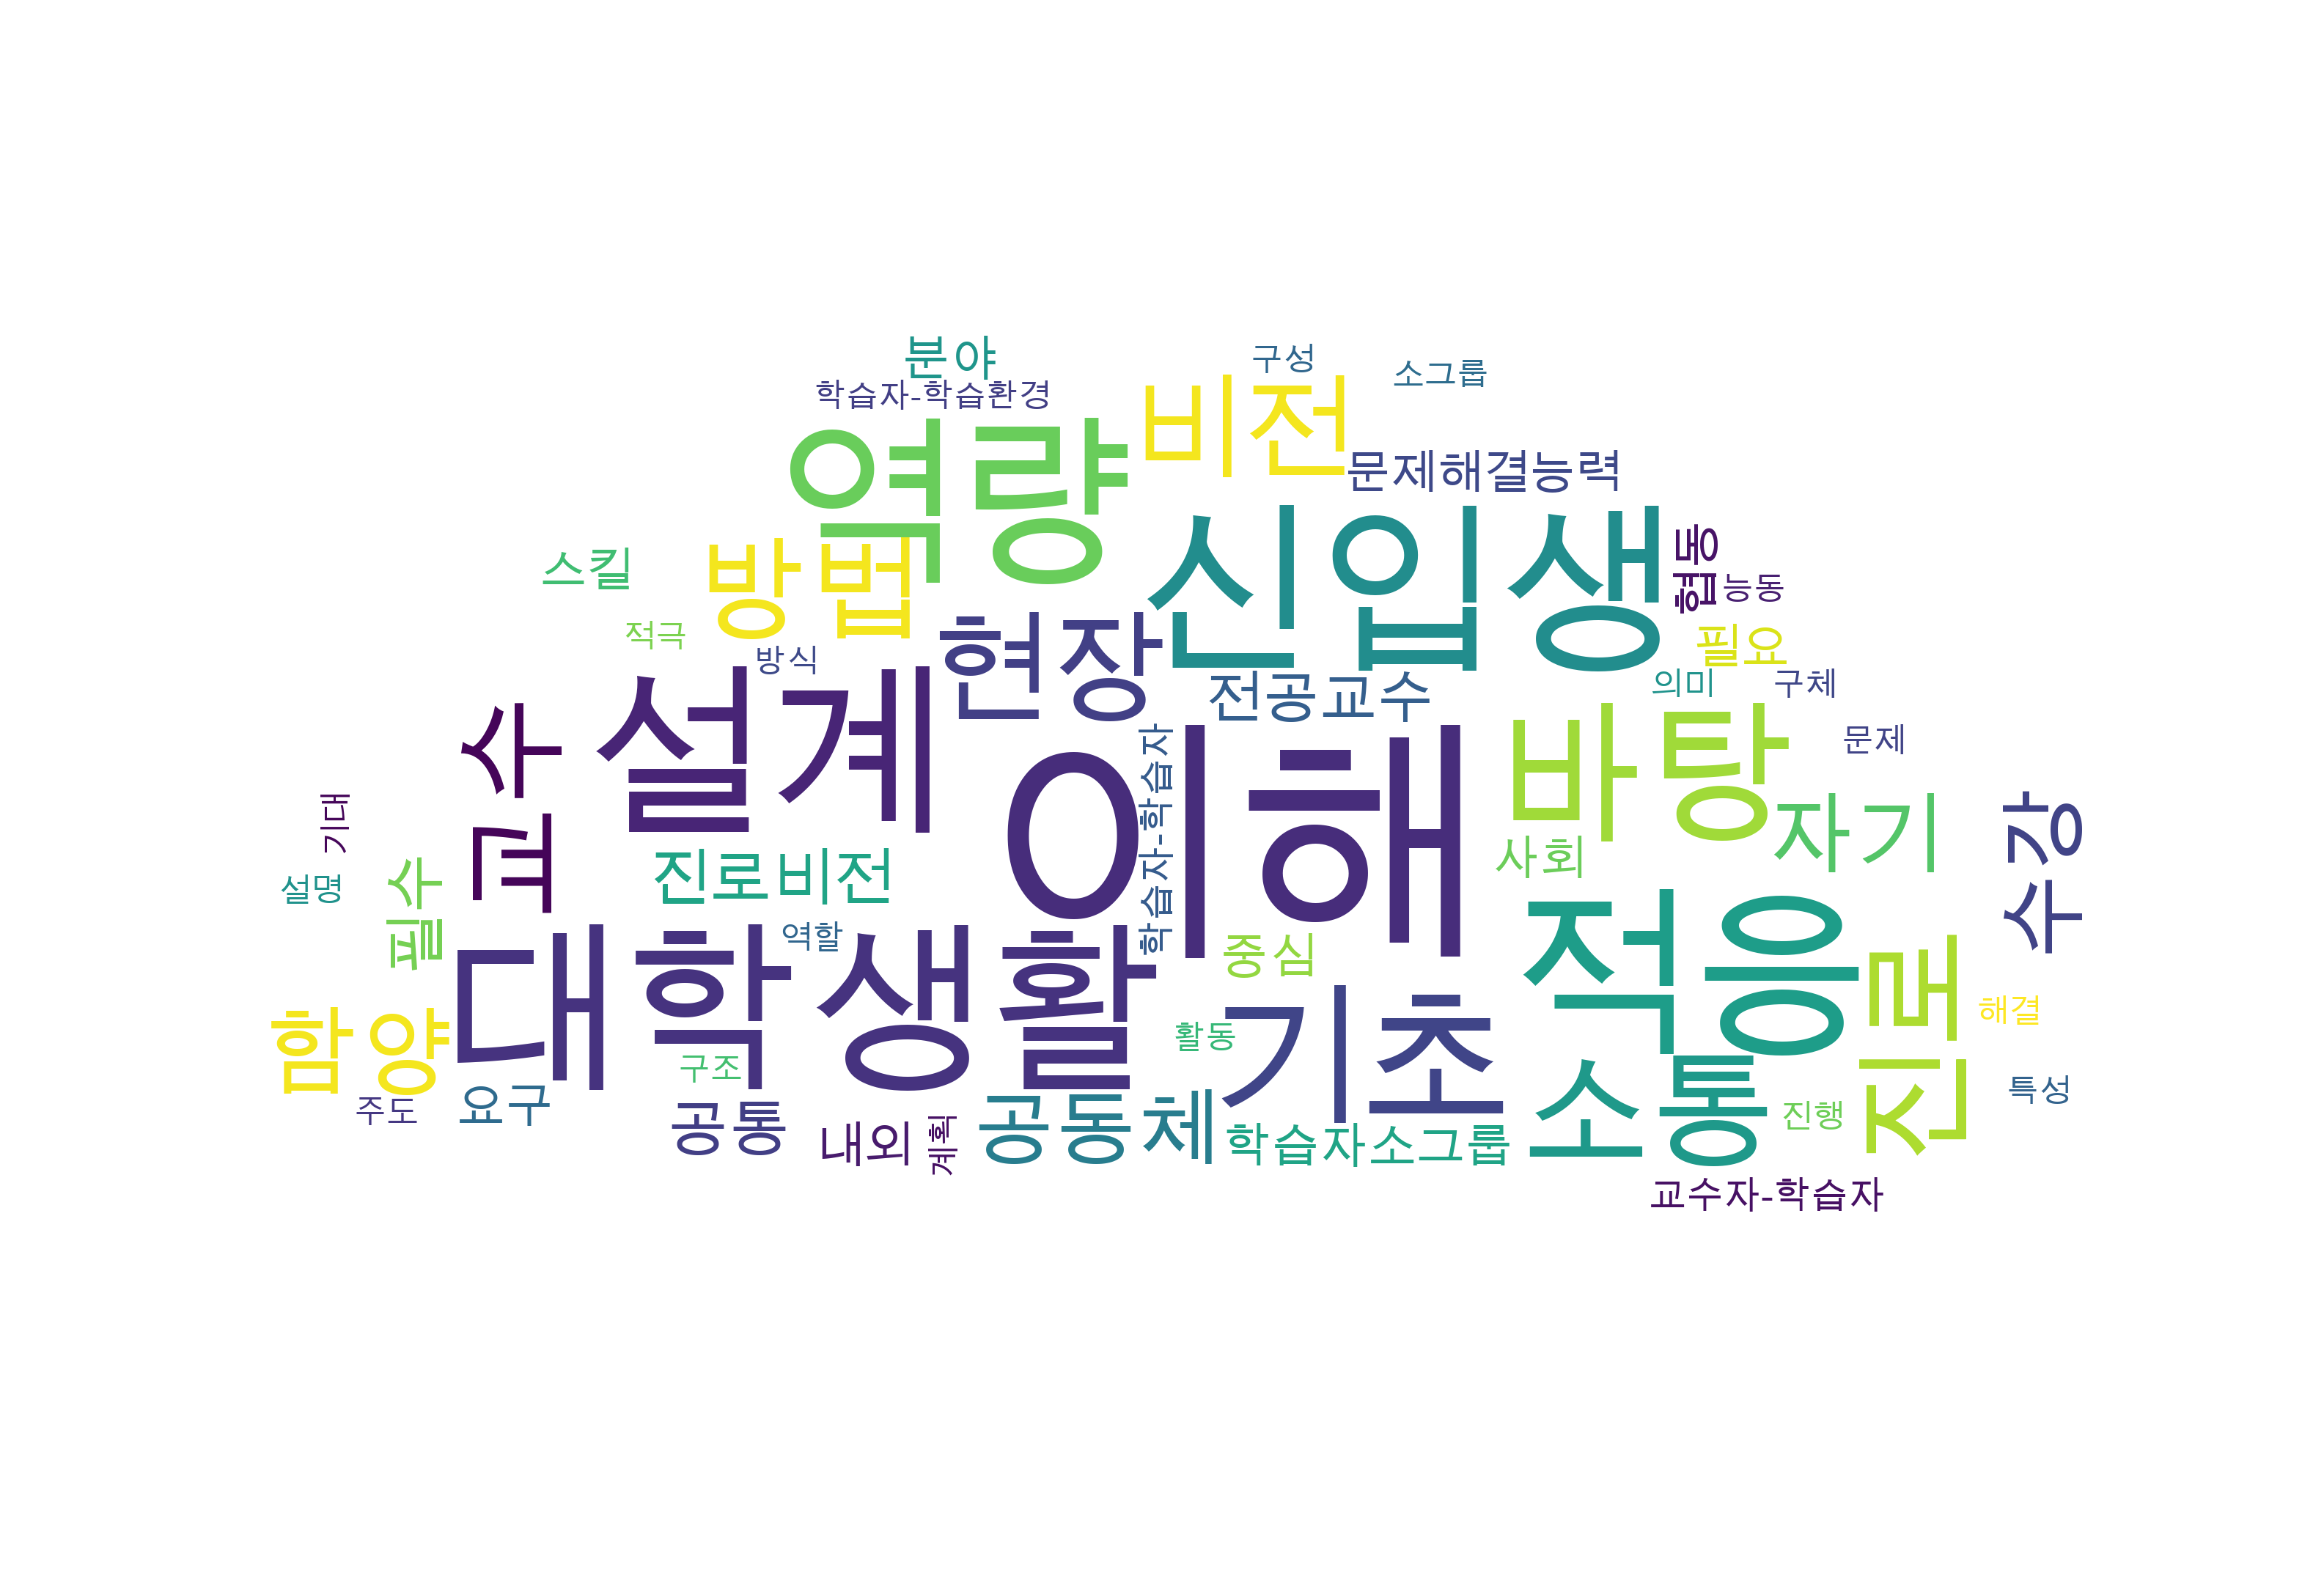 분야
구성
소그룹
학습자-학습환경
비전
역량
문제해결능력
신입생
협동
스킬
방법
능동
적극
현장
필요
방식
의미
구체
설계
전공교수
교수
이해
학습자-학습자
바탕
문제
자기
수강
기대
설명
필수
진로비전
사회
적응
역할
중심
대학생활
진로
함양
기초
해결
활동
구조
소통
주도
요구
공통
내외
계획
공동체
학습자소그룹
진행
특성
교수자-학습자